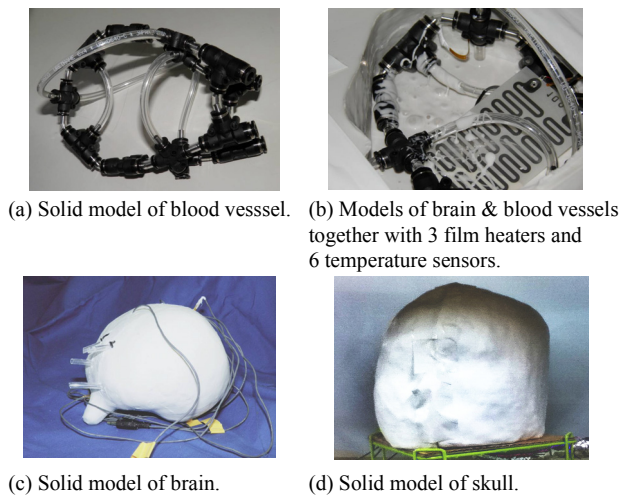 (a) Solid model of blood vesssel.
(b) Models of brain & blood vessels
together with 3 film heaters and
6 temperature sensors.
(c) Solid model of brain.
(d) Solid model of skull.